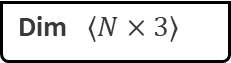 Dim ⟨N × 3⟩